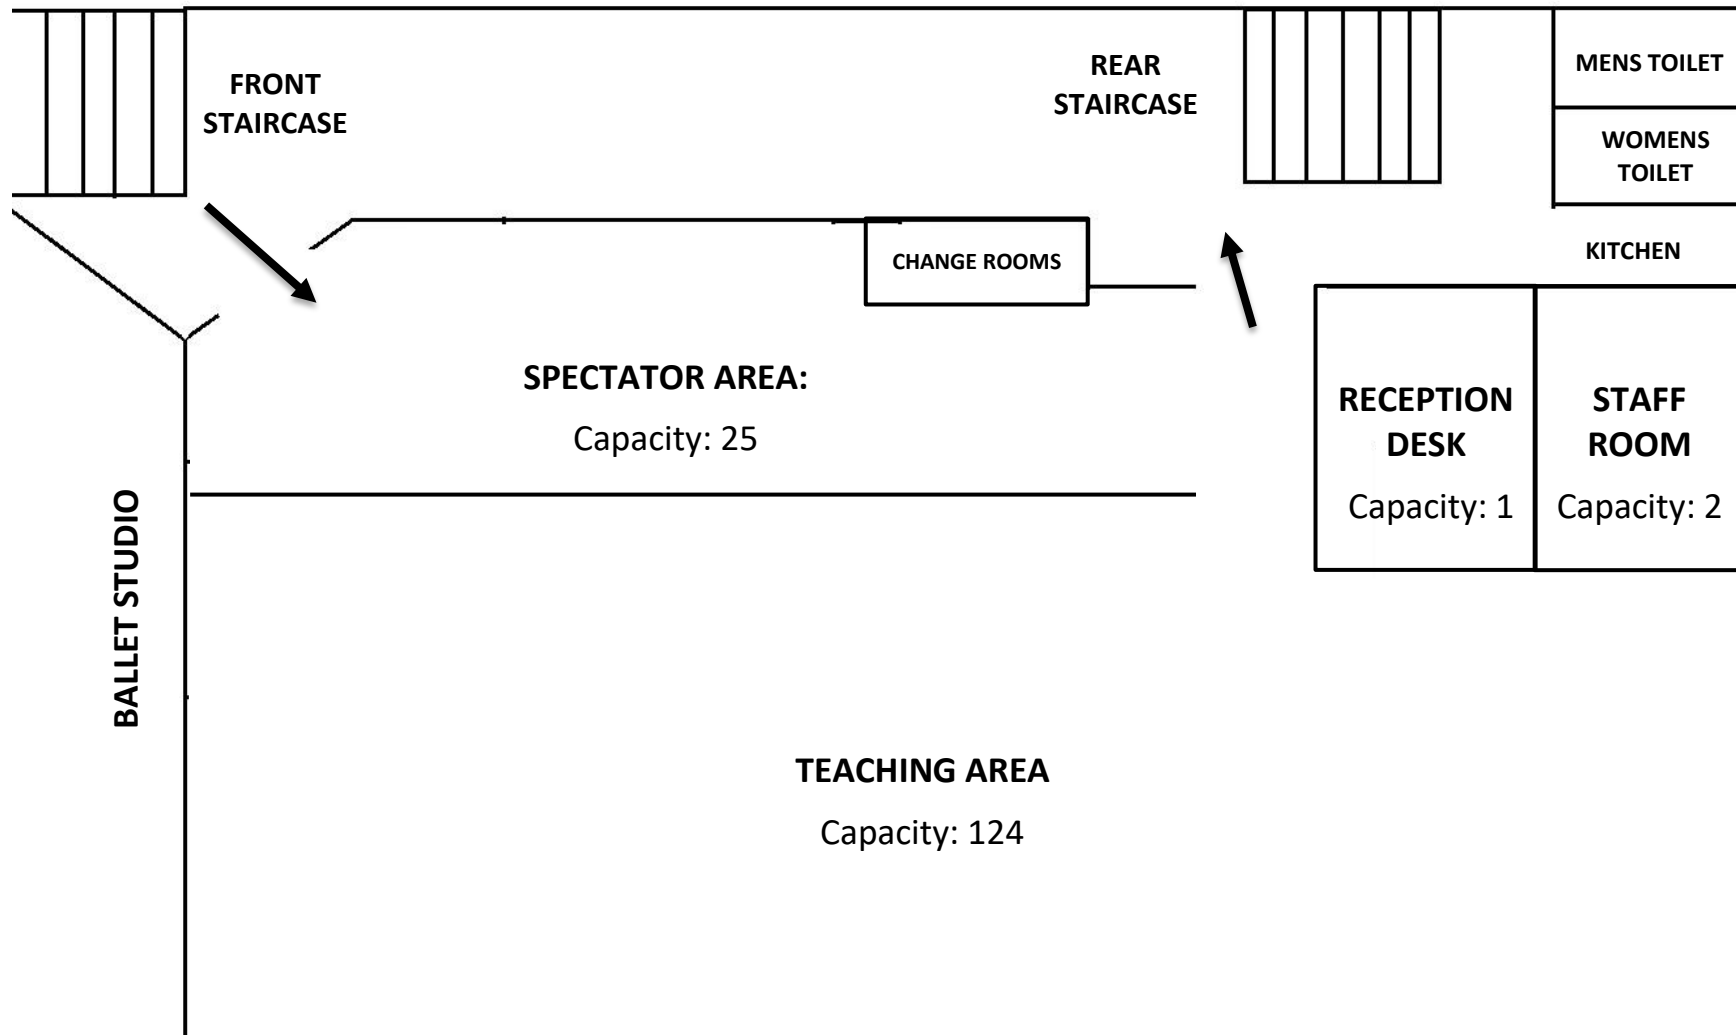 FRONT
STAIRCASE
REAR
STAIRCASE
MENS TOILET
WOMENS
TOILET
KITCHEN
CHANGE ROOMS
SPECTATOR AREA:
Capacity: 25
RECEPTION
DESK
Capacity: 1
STAFF
ROOM
Capacity: 2
BALLET STUDIO
TEACHING AREA
Capacity: 124